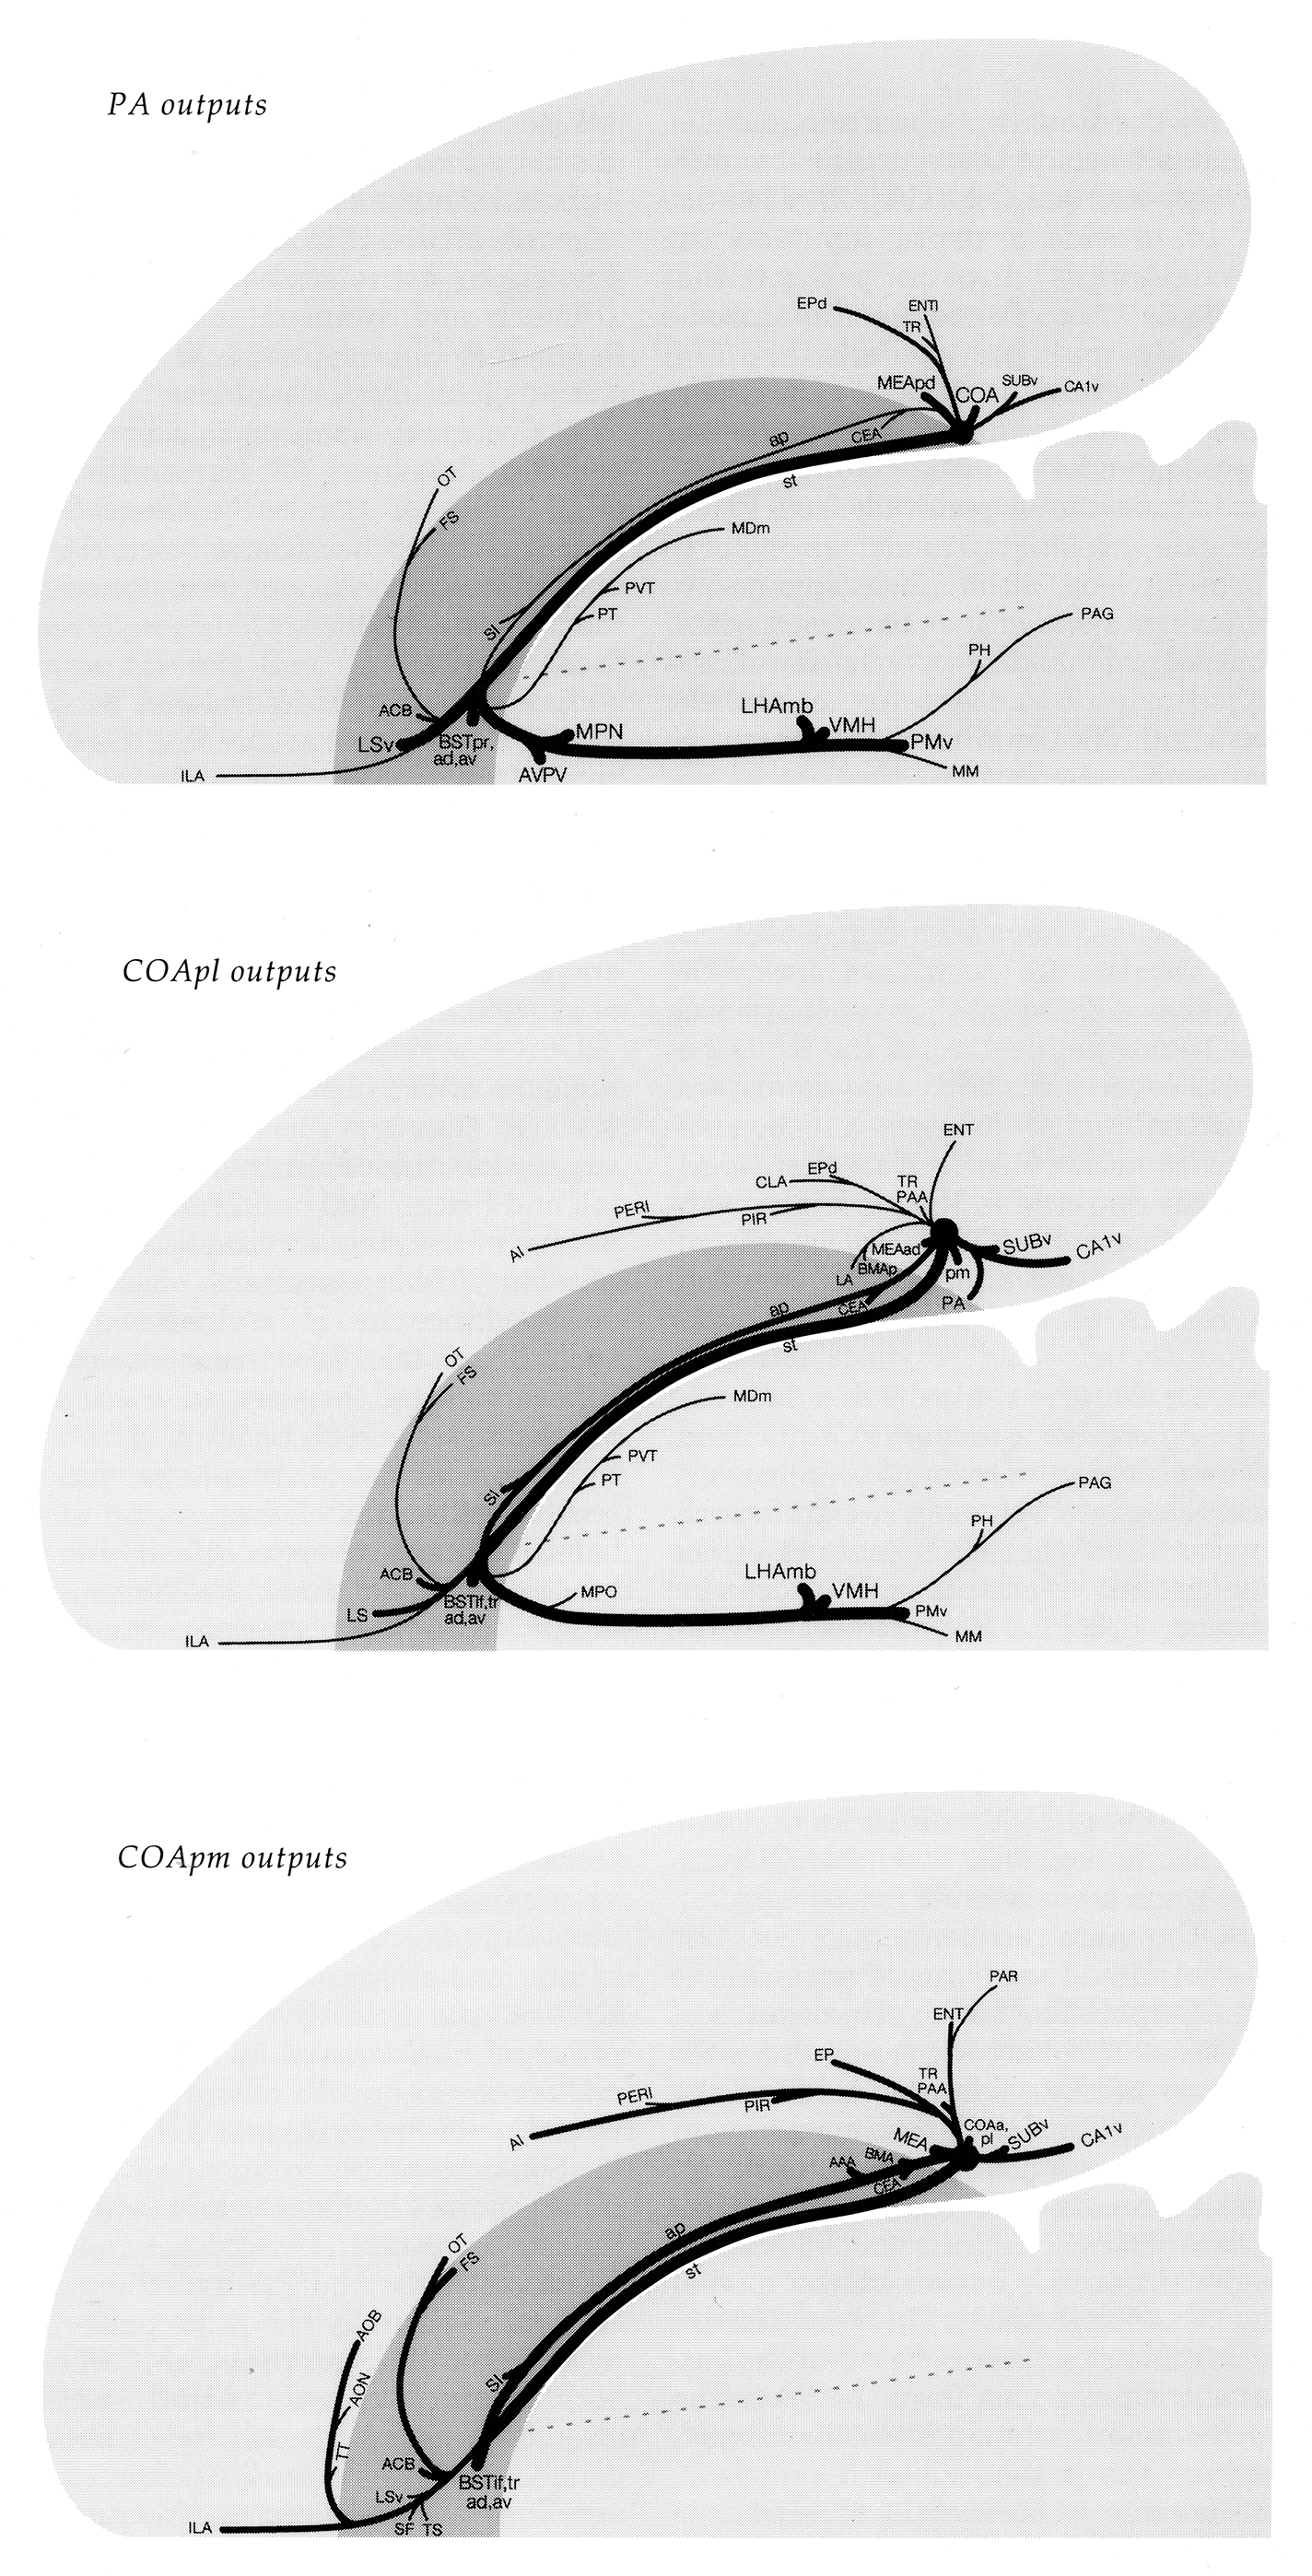 PA outputs
EPd
ENTl
TR
MEApd
COA
SUBv
CA1v
CEA
ap
st
OT
FS
MDm
PVT
PT
SI
PAG
PH
ACB
LSv
BSTpr,
ad,av
MPN
AVPV
LHAmb
VMH
PMv
MM
ILA
COApl outputs
ENT
EPd
CLA
TR
PAA
PERI
PIR
AI
MEAad
BMAp
LA
CEA
pm
PA
SUBv
CA1v
ap
st
OT
FS
MDm
PVT
PT
SI
PAG
PH
ACB
LS
BSTif,tr
ad,av
MPO
LHAmb
VMH
PMv
MM
ILA
COApm outputs
PAR
ENT
EP
TR
PAA
PERI
PIR
AI
MEA
COAa,
pl
SUBv
CA1v
AAA
BMA
CEA
ap
st
OT
FS
AOB
AON
TT
SI
ACB
BSTif,tr
ad,av
LSv
SF
TS
ILA